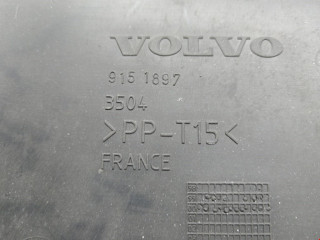 VOLVO
915 1897
3504
>PP-T15<
FRANCE